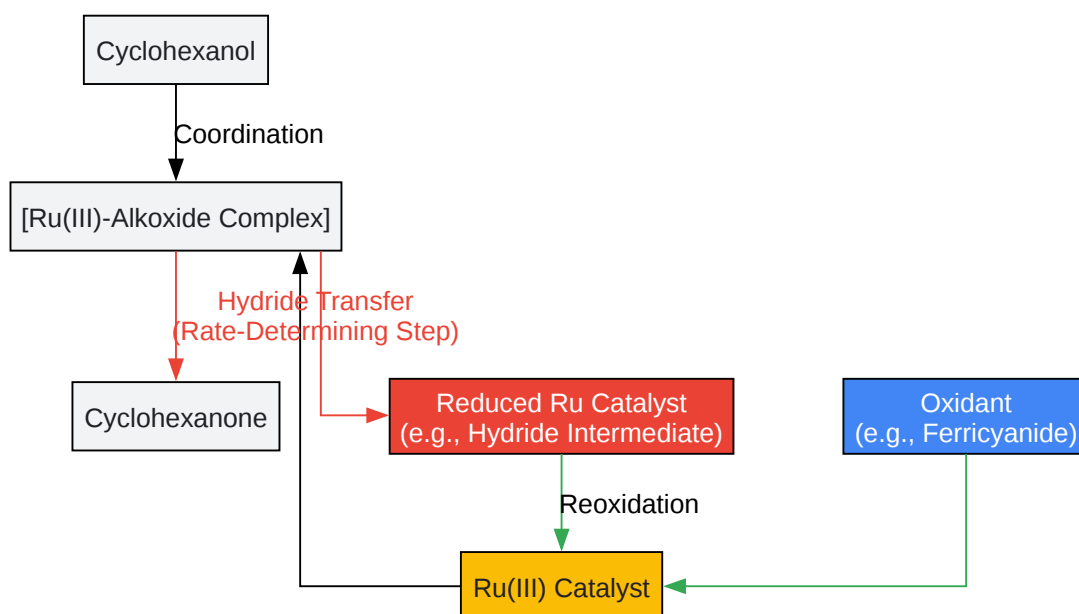 Cyclohexanol
Coordination
[Ru(III)-Alkoxide Complex]
Hydride Transfer
(Rate-Determining Step)
Cyclohexanone
Reduced Ru Catalyst
(e.g., Hydride Intermediate)
Oxidant
(e.g., Ferricyanide)
Reoxidation
Ru(III) Catalyst